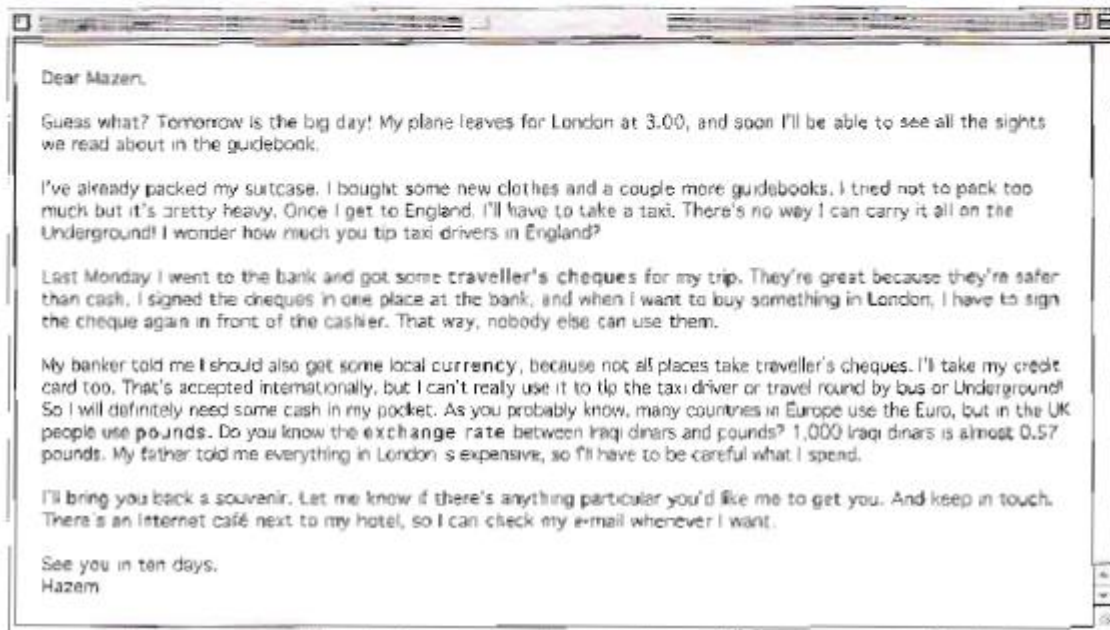 Dear Mazen,
Guess what? Tomorrow is the big day! My plane leaves for London at 3.00, and soon I'll be able to see all the sights
we read about in the guidebook.
I've already packed my suitcase. I bought some new clothes and a couple more guidebooks. I tried not to pack too
much but it's pretty heavy. Once I get to England, I'll have to take a taxi. There's no way I can carry it all on the
Underground! I wonder how much you tip taxi drivers in England?
Last Monday I went to the bank and got some traveller's cheques for my trip. They're great because they're safer
than cash. I signed the cheques in one place at the bank, and when I want to buy something in London, I have to sign
the cheque again in front of the cashier. That way, nobody else can use them.
My banker told me I should also get some local currency, because not all places take traveller's cheques. I'll take my credit
card too. That's accepted internationally, but I can't really use it to tip the taxi driver or travel round by bus or Underground!
So I will definitely need some cash in my pocket. As you probably know, many countries in Europe use the Euro, but in the UK
people use pounds. Do you know the exchange rate between Iraqi dinars and pounds? 1,000 Iraqi dinars is almost 0.57
pounds. My father told me everything in London is expensive, so I'll have to be careful what I spend.
I'll bring you back a souvenir. Let me know if there's anything particular you'd like me to get you. And keep in touch.
There's an Internet café next to my hotel, so I can check my e-mail whenever I want.
See you in ten days.
Hazem